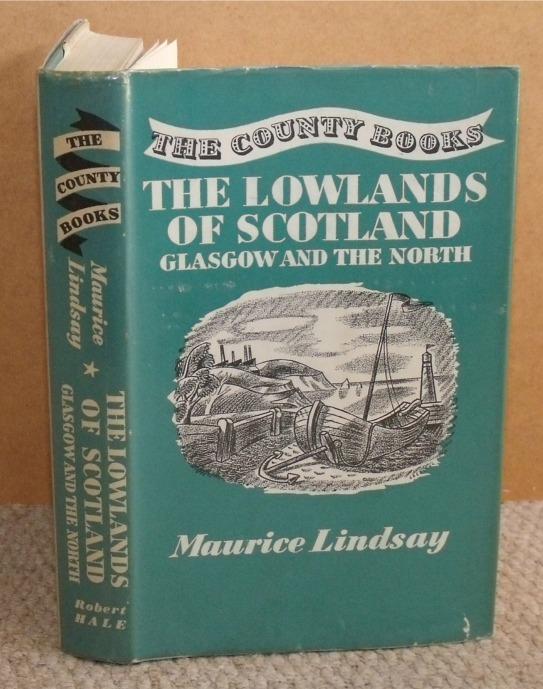 THE COUNTY BOOKS
THE LOWLANDS
OF SCOTLAND
GLASGOW AND THE NORTH
Maurice Lindsay
THE
COUNTY
BOOKS
Maurice
Lindsay
THE LOWLANDS
OF SCOTLAND
GLASGOW AND THE NORTH
Robert
HALE